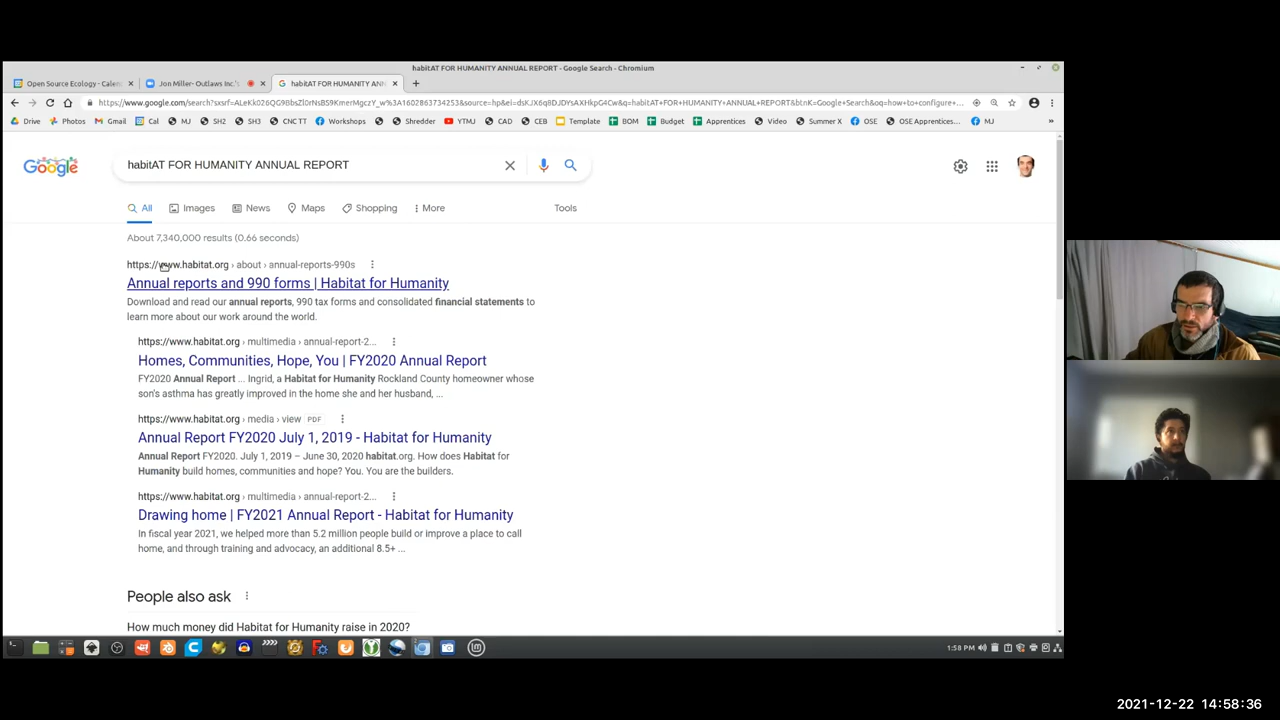 habitAT FOR HUMANITY ANNUAL REPORT - Google Search - Chromium
Open Source Ecology - Calen
Jon Miller- Outlaws Inc.'s
habitAT FOR HUMANITY ANN
Drive Photos Gmail Cal MJ SH2 SH3 CNC TT Workshops Shredder YTMJ CAD CEB Template BOM Budget Apprentices Video Summer X OSE OSE Apprentices... MJ »
Google
habitAT FOR HUMANITY ANNUAL REPORT
All Images News Maps Shopping More Tools
About 7,340,000 results (0.66 seconds)
https://www.habitat.org › about › annual-reports-990s
Annual reports and 990 forms | Habitat for Humanity
Download and read our annual reports, 990 tax forms and consolidated financial statements to
learn more about our work around the world.
https://www.habitat.org › multimedia › annual-report-2...
Homes, Communities, Hope, You | FY2020 Annual Report
FY2020 Annual Report ... Ingrid, a Habitat for Humanity Rockland County homeowner whose
son's asthma has greatly improved in the home she and her husband, ...
https://www.habitat.org › media › view PDF
Annual Report FY2020 July 1, 2019 - Habitat for Humanity
Annual Report FY2020. July 1, 2019 – June 30, 2020 habitat.org. How does Habitat for
Humanity build homes, communities and hope? You. You are the builders.
https://www.habitat.org › multimedia › annual-report-2...
Drawing home | FY2021 Annual Report - Habitat for Humanity
In fiscal year 2021, we helped more than 5.2 million people build or improve a place to call
home, and through training and advocacy, an additional 8.5+ ...
People also ask
How much money did Habitat for Humanity raise in 2020?
1:58 PM
2021-12-22 14:58:36